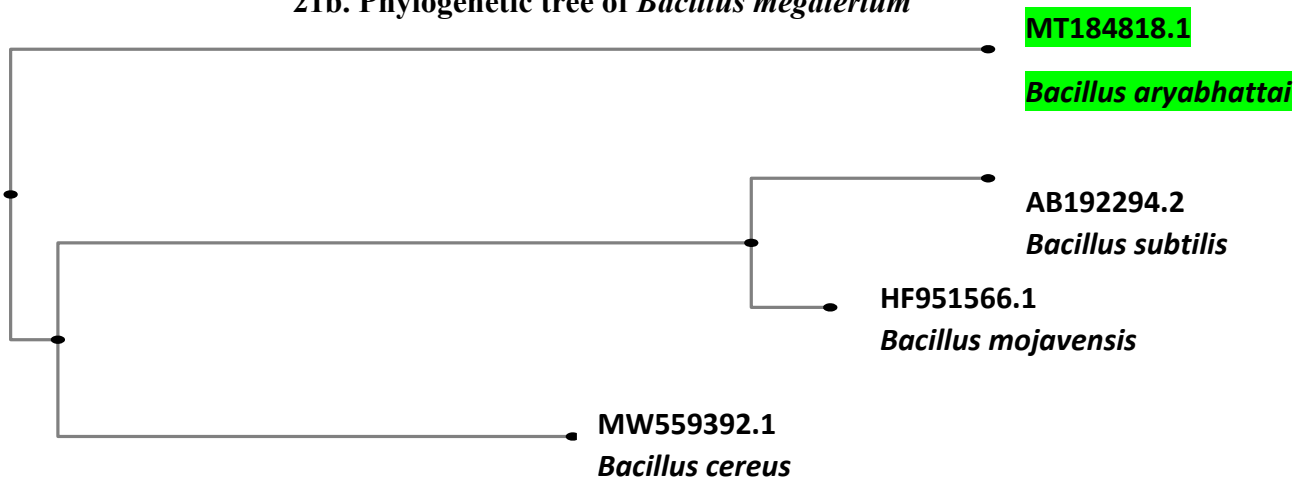 21b. Phylogenetic tree of Bacillus megaterium
MT184818.1
Bacillus aryabhattai
AB192294.2
Bacillus subtilis
HF951566.1
Bacillus mojavensis
MW559392.1
Bacillus cereus